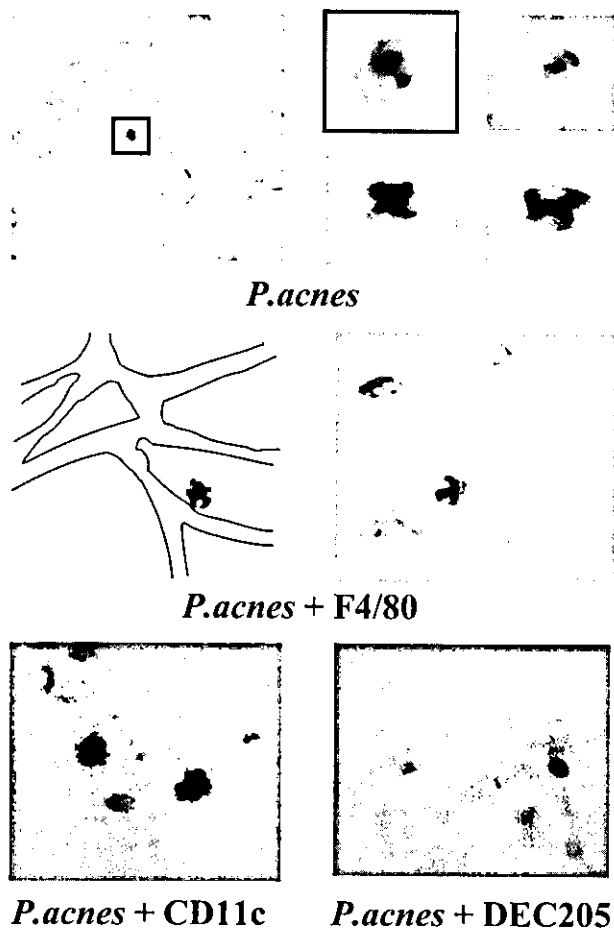 P.acnes
P.acnes + F4/80
P.acnes + CD11c P.acnes + DEC205